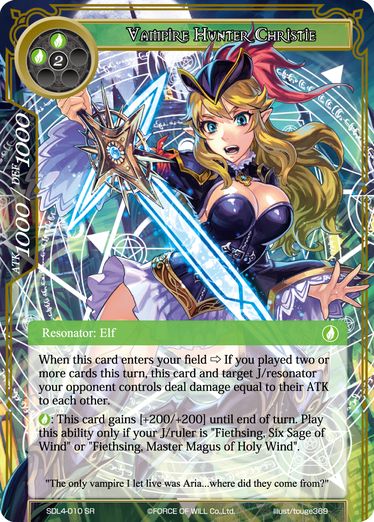 Vampire Hunter Christie
2
ATK 1000 DEF 1000
Resonator: Elf
When this card enters your field ⇨ If you played two or
more cards this turn, this card and target J/resonator
your opponent controls deal damage equal to their ATK
to each other.
: This card gains [+200/+200] until end of turn. Play
this ability only if your J/ruler is "Fiethsing, Six Sage of
Wind" or "Fiethsing, Master Magus of Holy Wind".
"The only vampire I let live was Aria...where did they come from?"
SDL4-010 SR ©FORCE OF WILL Co.,Ltd. Illust/touge369